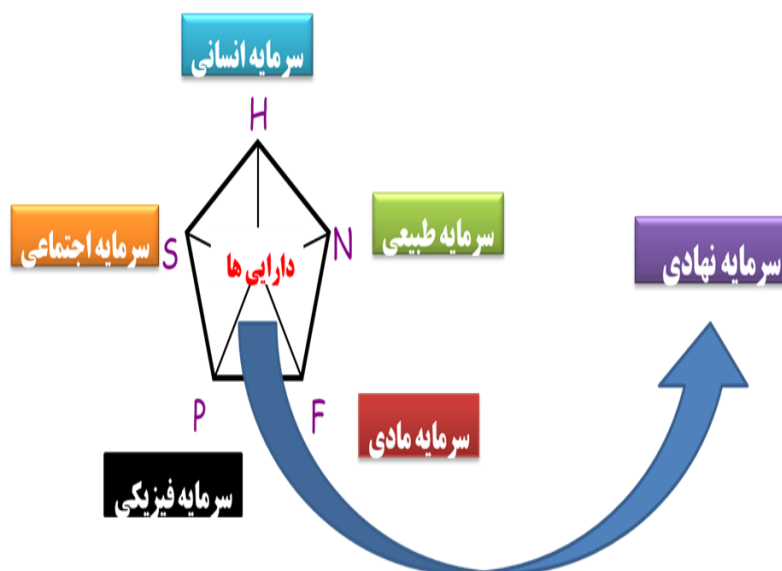 سرمایه انسانی
H
سرمایه اجتماعی
S
دارایی ها
N
سرمایه طبیعی
سرمایه نهادی
P
F
سرمایه مادی
سرمایه فیزیکی